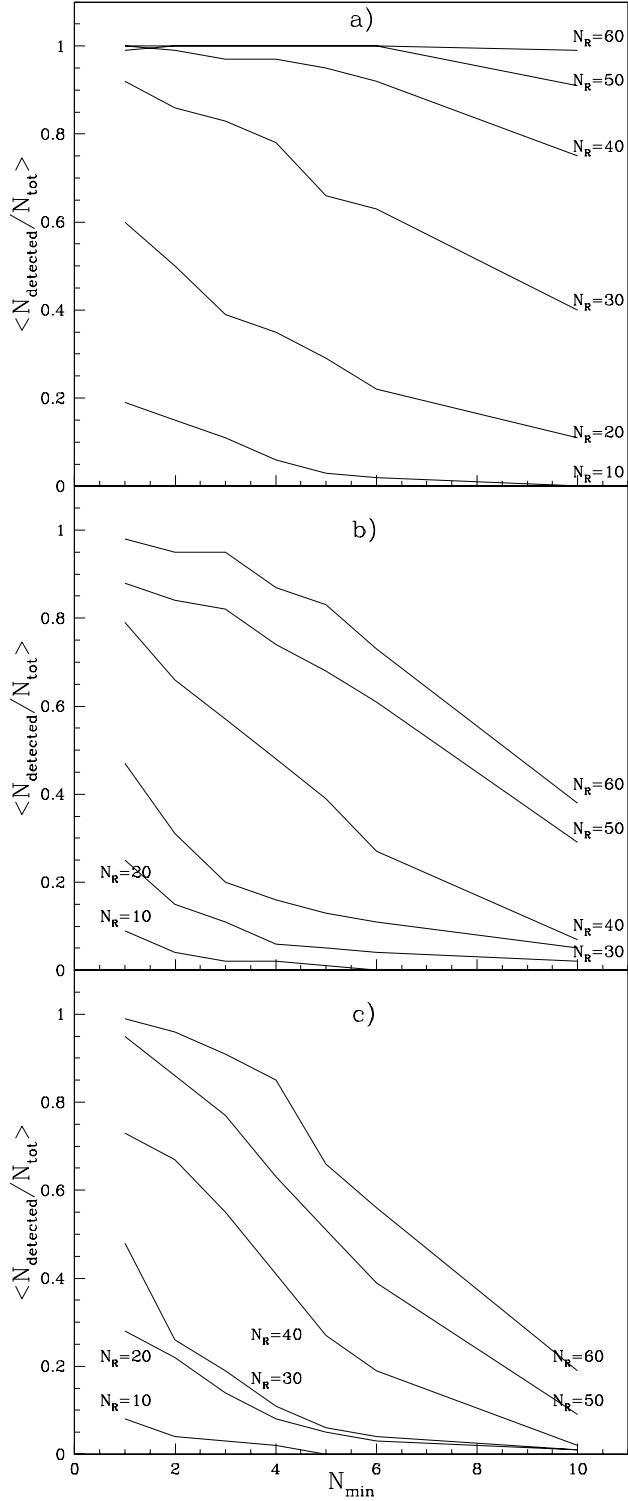 a)
1
0.8
0.6
0.4
0.2
0
<N_detected/N_tot>
N_R=60
N_R=50
N_R=40
N_R=30
N_R=20
N_R=10
b)
1
0.8
0.6
0.4
0.2
0
<N_detected/N_tot>
N_R=60
N_R=50
N_R=20
N_R=10
N_R=40
N_R=30
c)
1
0.8
0.6
0.4
0.2
0
<N_detected/N_tot>
N_R=40
N_R=20
N_R=60
N_R=30
N_R=10
N_R=50
0 2 4 6 8 10
N_min